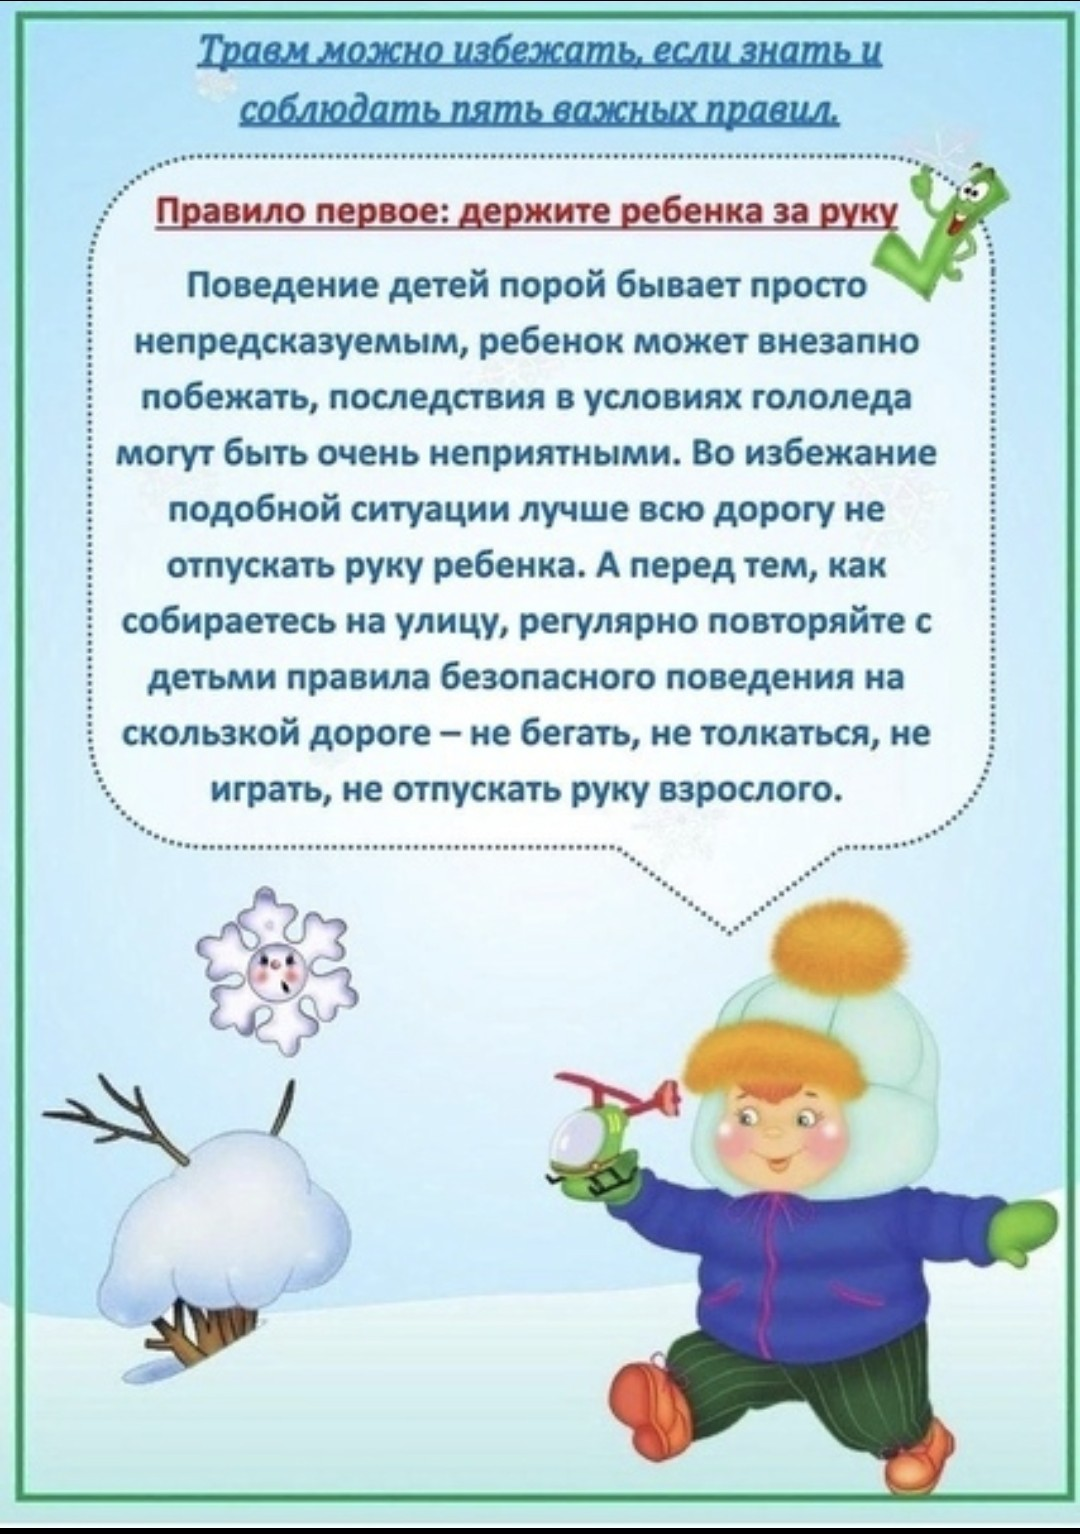 Травм можно избежать, если знать и
соблюдать пять важных правил.
Правило первое: держите ребенка за руку
Поведение детей порой бывает просто
непредсказуемым, ребенок может внезапно
побежать, последствия в условиях гололеда
могут быть очень неприятными. Во избежание
подобной ситуации лучше всю дорогу не
отпускать руку ребенка. А перед тем, как
собираетесь на улицу, регулярно повторяйте с
детьми правила безопасного поведения на
скользкой дороге – не бегать, не толкаться, не
играть, не отпускать руку взрослого.